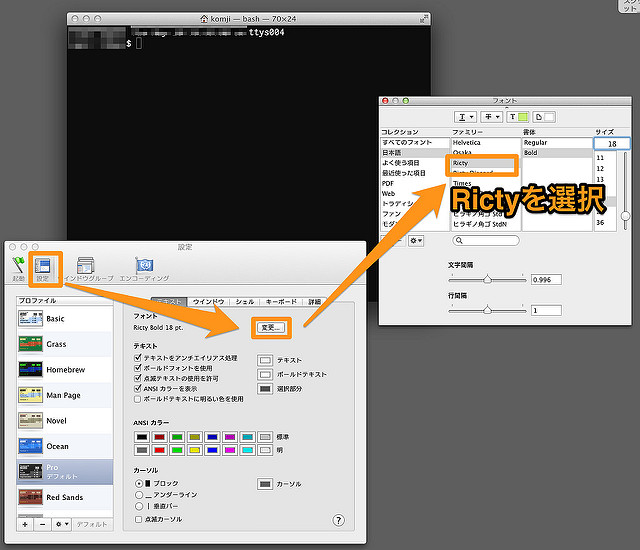 スクリ
ット
komji — bash — 70×24
ttys004
$
フォント
コレクション
ファミリー
書体
サイズ
すべてのフォント
Helvetica
Regular
18
日本語
Osaka
Bold
よく使う項目
Ricty
11
最近使った項目
12
PDF
Times
13
Web
トラディシ
ファン
ヒラギノ角ゴ Std
モダ
ヒラギノ角ゴ StdN
36
Rictyを選択
文字間隔
0.996
行間隔
1
設定
起動
設定
インドウグループ
エンコーディング
プロファイル
Basic
Grass
Homebrew
Man Page
Novel
Ocean
Pro
デフォルト
Red Sands
デフォルト
テキスト
ウインドウ
シェル
キーボード
詳細
フォント
Ricty Bold 18 pt.
変更...
テキスト
テキストをアンチエイリアス処理
テキスト
ボールドフォントを使用
ボールドテキスト
点滅テキストの使用を許可
ANSI カラーを表示
選択部分
ボールドテキストに明るい色を使用
ANSI カラー
標準
明
カーソル
ブロック
カーソル
アンダーライン
垂直バー
点滅カーソル
?